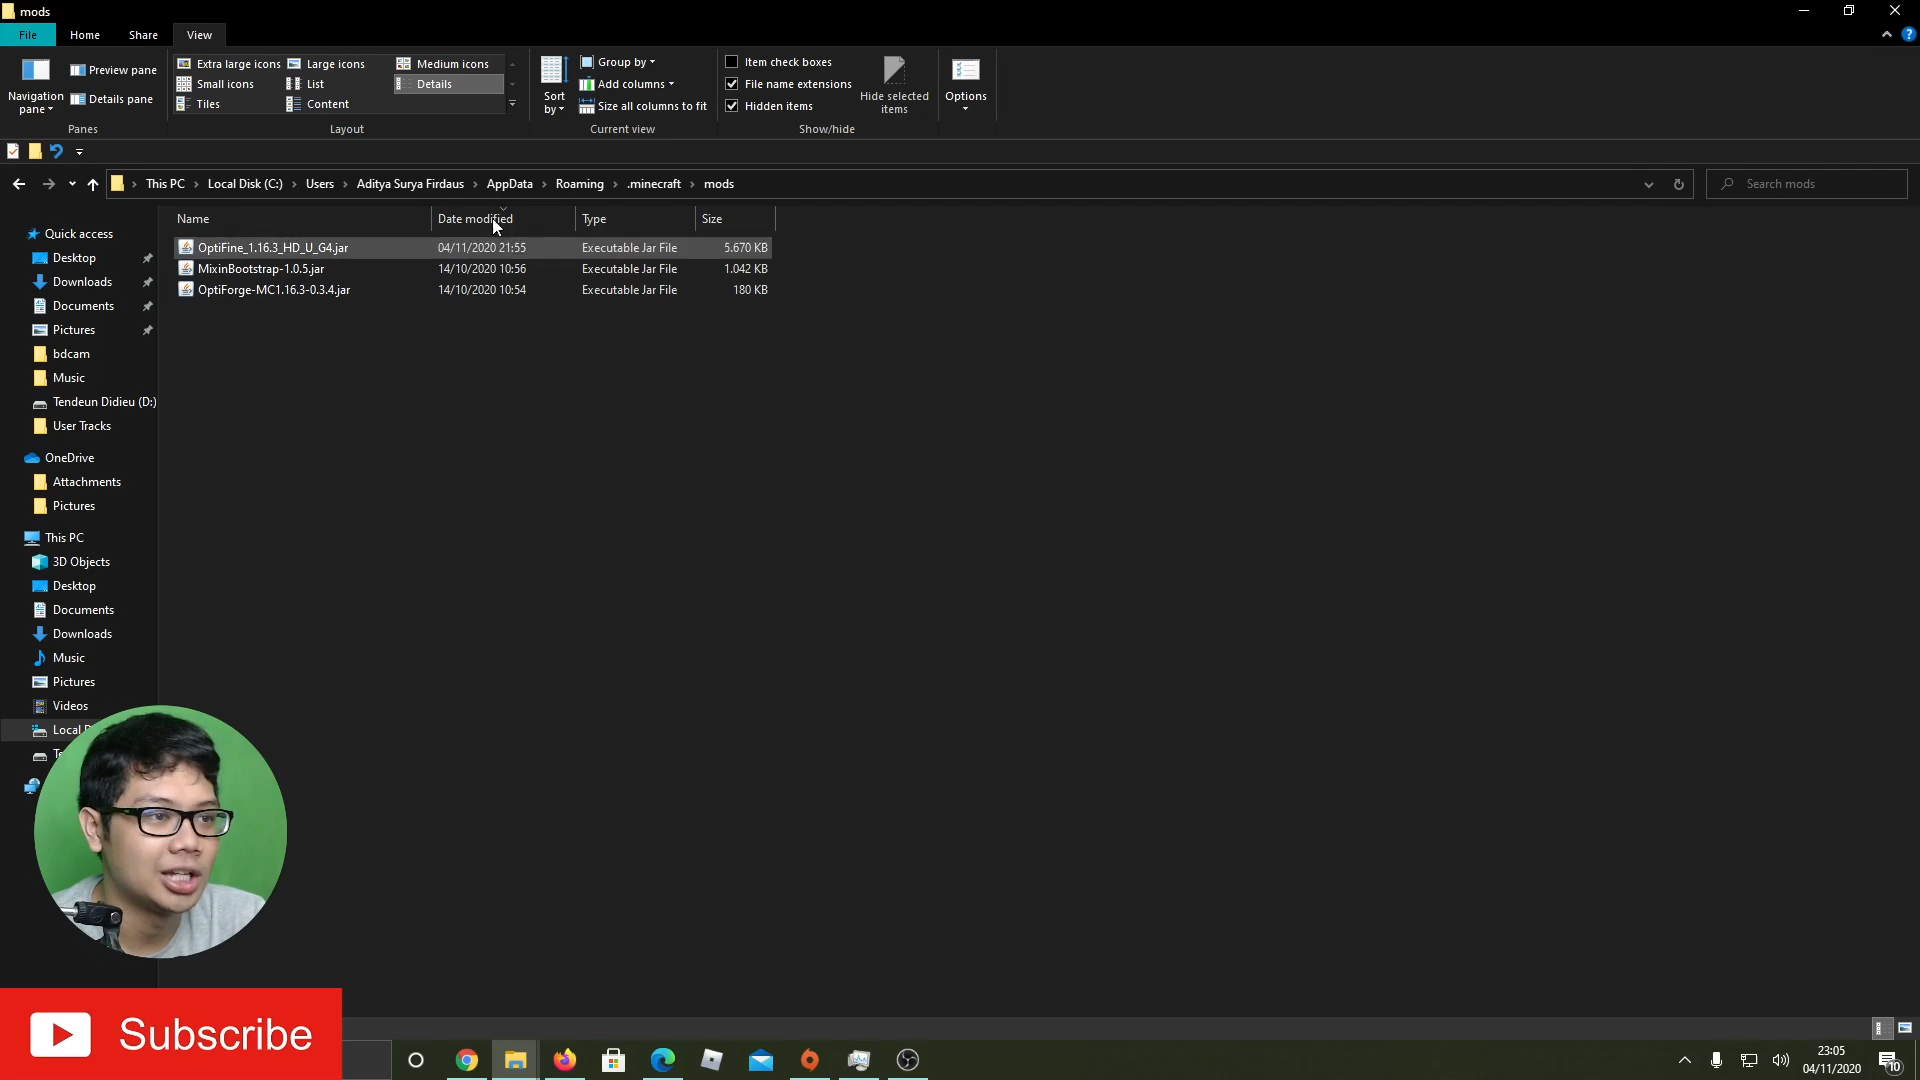 mods
File Home Share View
Navigation pane
Preview pane
Details pane
Panes
Extra large icons Large icons Medium icons
Small icons List Details
Tiles Content
Layout
Sort by
Group by
Add columns
Size all columns to fit
Current view
Item check boxes
File name extensions
Hidden items
Hide selected items
Show/hide
Options
This PC › Local Disk (C:) › Users › Aditya Surya Firdaus › AppData › Roaming › .minecraft › mods
Search mods
Name Date modified Type Size
OptiFine_1.16.3_HD_U_G4.jar 04/11/2020 21:55 Executable Jar File 5.670 KB
MixinBootstrap-1.0.5.jar 14/10/2020 10:56 Executable Jar File 1.042 KB
OptiForge-MC1.16.3-0.3.4.jar 14/10/2020 10:54 Executable Jar File 180 KB
Quick access
Desktop
Downloads
Documents
Pictures
bdcam
Music
Tendeun Didieu (D:)
User Tracks
OneDrive
Attachments
Pictures
This PC
3D Objects
Desktop
Documents
Downloads
Music
Pictures
Videos
Local
Subscribe
23:05
04/11/2020
10